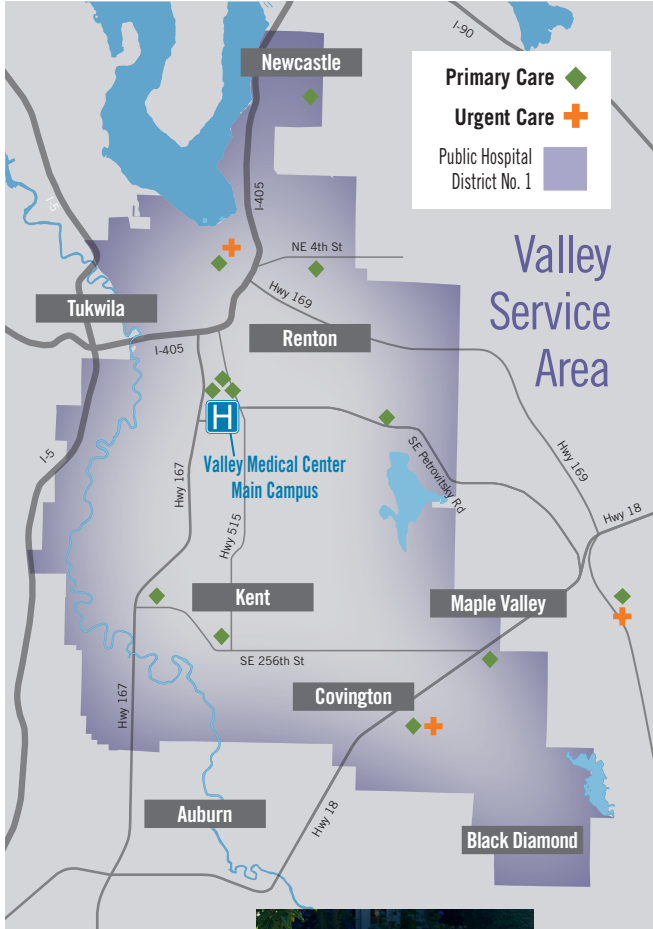 I-90
Newcastle
Primary Care
Urgent Care
Public Hospital
District No. 1
I-5
I-405
NE 4th St
Valley
Service
Area
Tukwila
Hwy 169
Renton
I-405
H
Valley Medical Center
Main Campus
I-5
Hwy 167
Hwy 515
SE Petrovitsky Rd
Hwy 169
Hwy 18
Kent
Maple Valley
SE 256th St
Covington
Hwy 167
Auburn
Hwy 18
Black Diamond